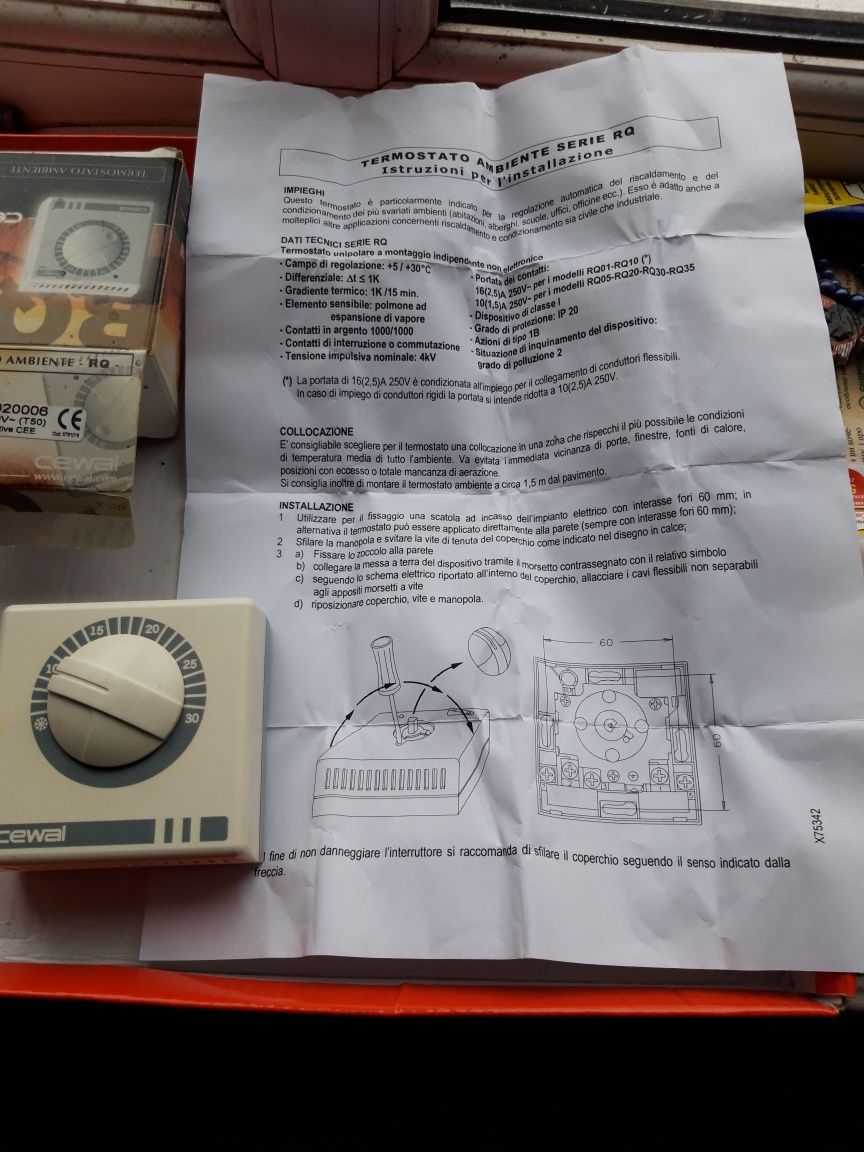 TERMOSTATO AMBIENTE SERIE RQ
Istruzioni per l'installazione
IMPIEGHI
Questo termostato è particolarmente indicato per la regolazione automatica del riscaldamento e del
condizionamento dei più svariati ambienti (abitazioni, alberghi, scuole, uffici, officine ecc.). Esso è adatto anche a
molteplici altre applicazioni concernenti riscaldamento e condizionamento sia civile che industriale.
DATI TECNICI SERIE RQ
Termostato unipolare a montaggio indipendente non elettronico
- Campo di regolazione: +5 / +30°C
- Differenziale: Δt ≤ 1K
- Gradiente termico: 1K /15 min.
- Elemento sensibile: polmone ad
espansione di vapore
- Contatti in argento 1000/1000
- Contatti di interruzione o commutazione
- Tensione impulsiva nominale: 4kV
- Portata dei contatti:
16(2,5)A 250V~ per i modelli RQ01-RQ10 (*)
10(1,5)A 250V~ per i modelli RQ05-RQ20-RQ30-RQ35
- Dispositivo di classe I
- Grado di protezione: IP 20
- Azioni di tipo 1B
- Situazione di inquinamento del dispositivo:
grado di polluzione 2
(*) La portata di 16(2,5)A 250V è condizionata all'impiego per il collegamento di conduttori flessibili.
In caso di impiego di conduttori rigidi la portata si intende ridotta a 10(2,5)A 250V.
COLLOCAZIONE
E' consigliabile scegliere per il termostato una collocazione in una zona che rispecchi il più possibile le condizioni
di temperatura media di tutto l'ambiente. Va evitata l'immediata vicinanza di porte, finestre, fonti di calore,
posizioni con eccesso o totale mancanza di aerazione.
Si consiglia inoltre di montare il termostato ambiente a circa 1,5 m dal pavimento.
INSTALLAZIONE
1 Utilizzare per il fissaggio una scatola ad incasso dell'impianto elettrico con interasse fori 60 mm; in
alternativa il termostato può essere applicato direttamente alla parete (sempre con interasse fori 60 mm);
2 Sfilare la manopola e svitare la vite di tenuta del coperchio come indicato nel disegno in calce;
3 a) Fissare lo zoccolo alla parete
b) collegare la messa a terra del dispositivo tramite il morsetto contrassegnato con il relativo simbolo
c) seguendo lo schema elettrico riportato all'interno del coperchio, allacciare i cavi flessibili non separabili
agli appositi morsetti a vite
d) riposizionare coperchio, vite e manopola.
60
60
X75342
l fine di non danneggiare l'interruttore si raccomanda di sfilare il coperchio seguendo il senso indicato dalla
freccia.
TERMOSTATO AMBIENTE
O AMBIENTE - RQ
020006
V~ (T50)
tive CEE
CE
cewal
www.cewal.com
10 15 20 25 30
cewal